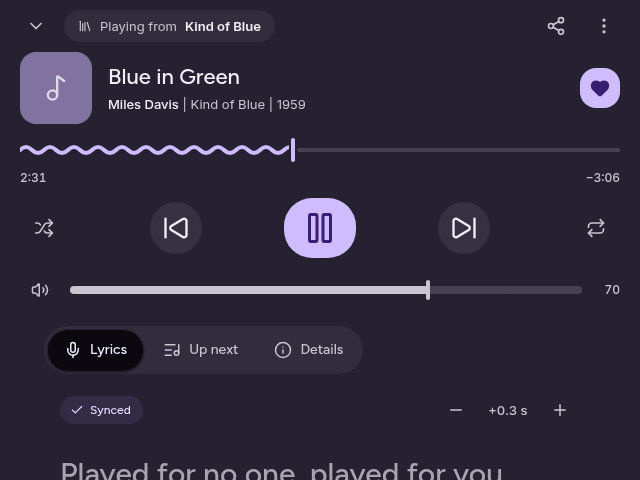 Playing from Kind of Blue
Blue in Green
Miles Davis | Kind of Blue | 1959
2:31
−3:06
70
Lyrics
Up next
Details
Synced
+0.3 s
Played for no one, played for you